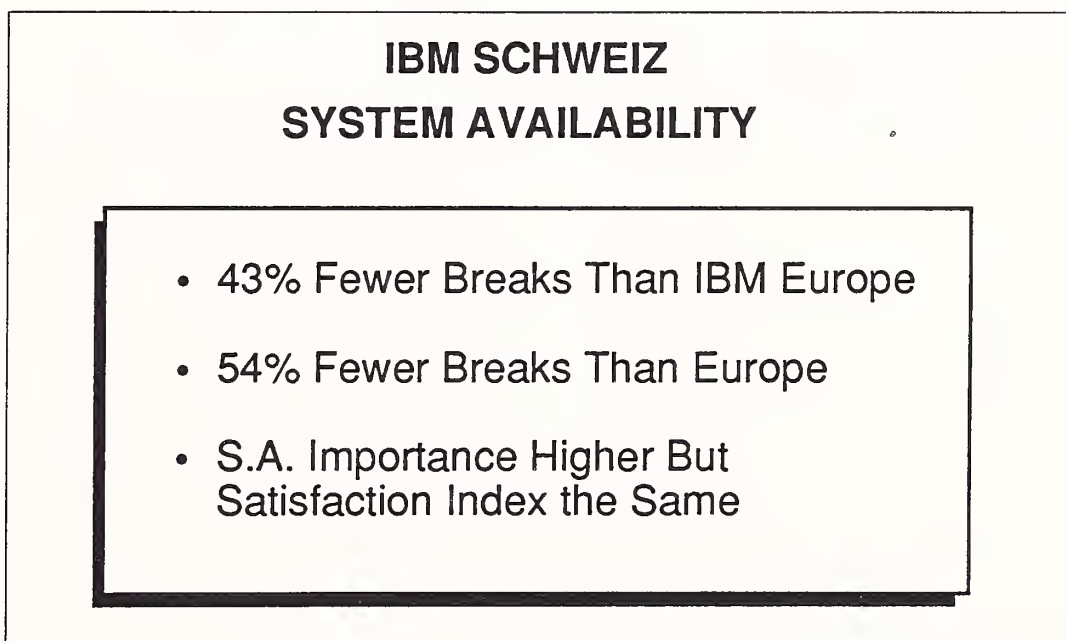 IBM SCHWEIZ
SYSTEM AVAILABILITY
• 43% Fewer Breaks Than IBM Europe
• 54% Fewer Breaks Than Europe
• S.A. Importance Higher But
Satisfaction Index the Same